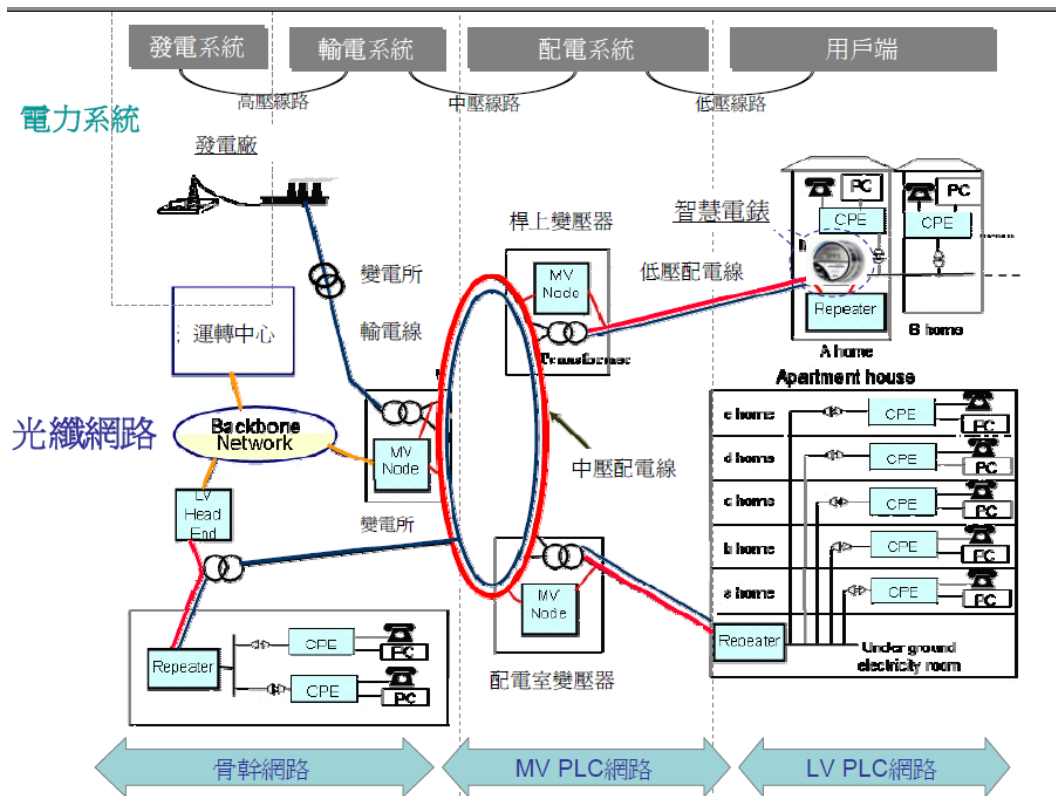 發電系統
輸電系統
配電系統
用戶端
高壓線路
中壓線路
低壓線路
電力系統
發電廠
智慧電錶
PC
CPE
PC
CPE
桿上變壓器
變電所
低壓配電線
MV
Node
Repeater
輸電線
運轉中心
Transformer
B home
A home
Apartment house
光纖網路
Backbone
Network
MV
Node
中壓配電線
變電所
LV
Head
End
e home
CPE
PC
d home
CPE
PC
c home
CPE
PC
b home
CPE
PC
a home
CPE
PC
MV
Node
Repeater
Under ground
electricity room
配電室變壓器
Repeater
CPE
PC
CPE
PC
骨幹網路
MV PLC網路
LV PLC網路